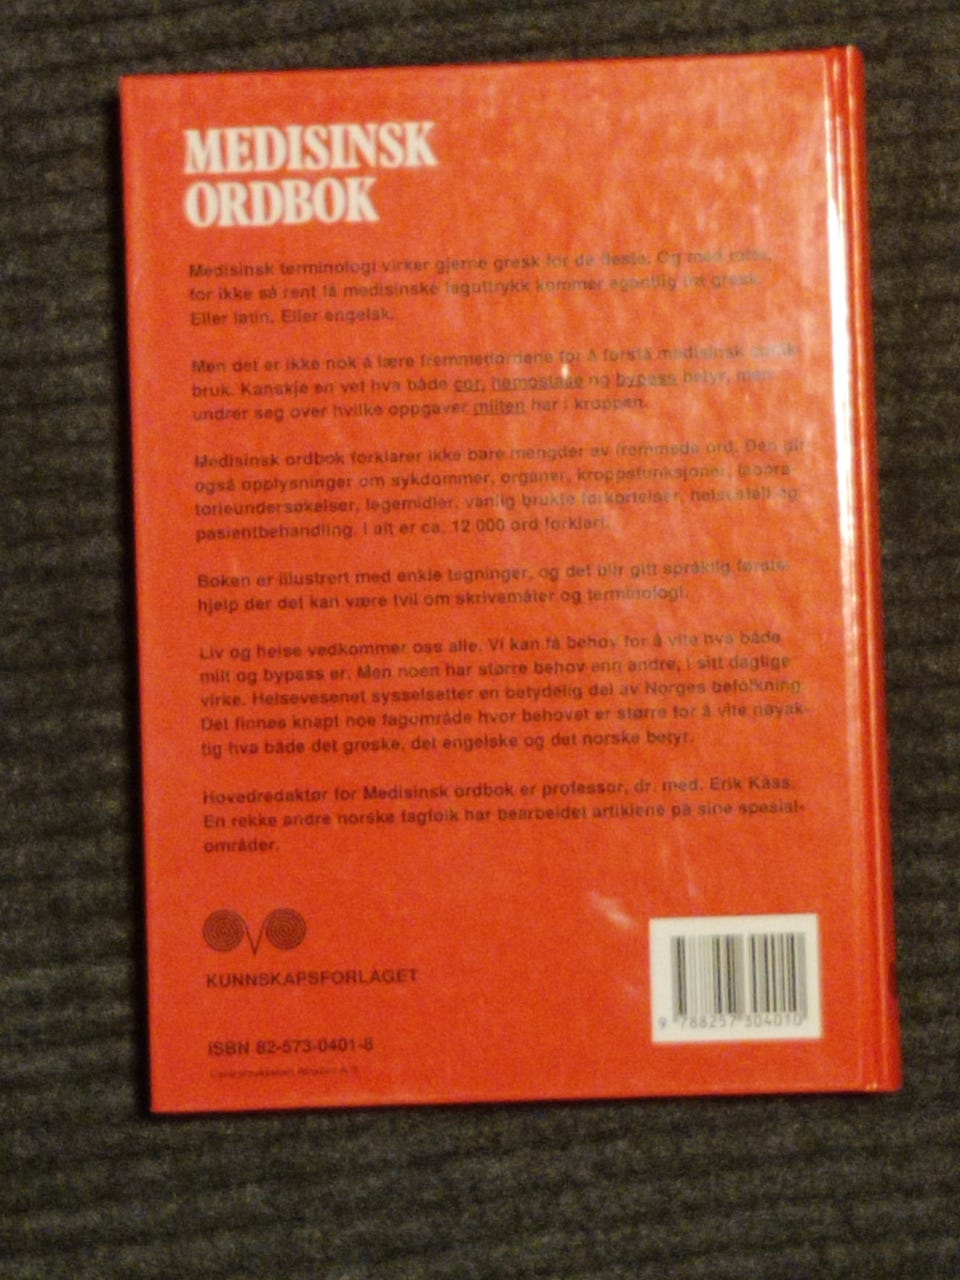 MEDISINSK
ORDBOK
Medisinsk terminologi virker gjerne gresk for de fleste. Og med rette,
for ikke så rent få medisinske faguttrykk kommer egentlig fra gresk.
Eller latin. Eller engelsk.
Men det er ikke nok å lære fremmedordene for å forstå medisinsk språk-
bruk. Kanskje en vet hva både cor, hemostase og bypass betyr, men
undrer seg over hvilke oppgaver milten har i kroppen.
Medisinsk ordbok forklarer ikke bare mengder av fremmede ord. Den gir
også opplysninger om sykdommer, organer, kroppsfunksjoner, labora-
torieundersøkelser, legemidler, vanlig brukte forkortelser, helsestell og
pasientbehandling. I alt er ca. 12 000 ord forklart.
Boken er illustrert med enkle tegninger, og det blir gitt språklig første-
hjelp der det kan være tvil om skrivemåter og terminologi.
Liv og helse vedkommer oss alle. Vi kan få behov for å vite hva både
milt og bypass er. Men noen har større behov enn andre, i sitt daglige
virke. Helsevesenet sysselsetter en betydelig del av Norges befolkning.
Det finnes knapt noe fagområde hvor behovet er større for å vite nøyak-
tig hva både det greske, det engelske og det norske betyr.
Hovedredaktør for Medisinsk ordbok er professor, dr. med. Erik Kåss.
En rekke andre norske fagfolk har bearbeidet artiklene på sine spesial-
områder.
KUNNSKAPSFORLAGET
9 788257 304010
ISBN 82-573-0401-8